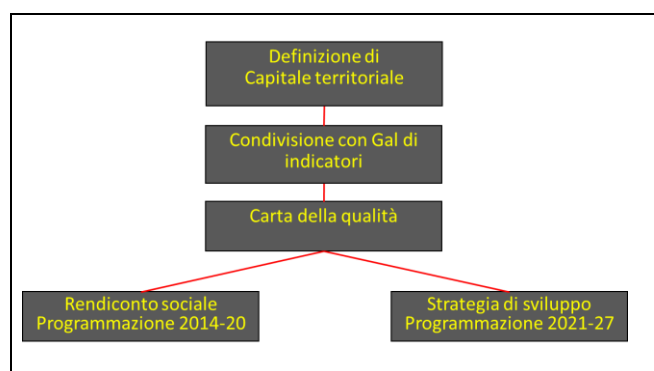 Definizione di
Capitale territoriale
Condivisione con Gal di
indicatori
Carta della qualità
Rendiconto sociale
Programmazione 2014-20
Strategia di sviluppo
Programmazione 2021-27